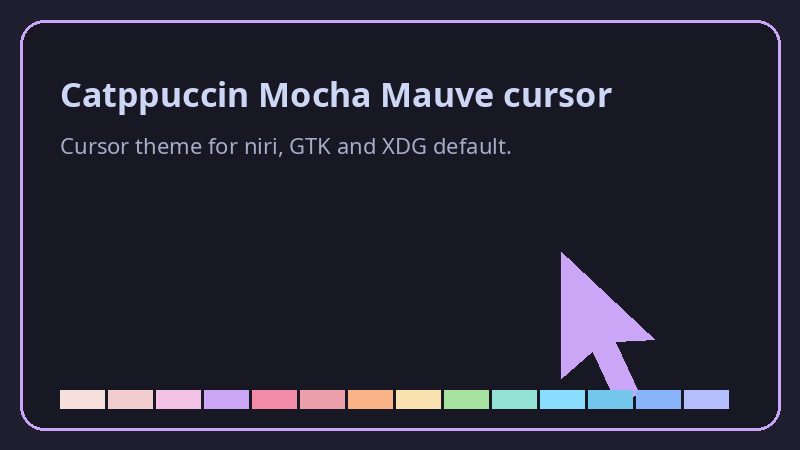 Catppuccin Mocha Mauve cursor
Cursor theme for niri, GTK and XDG default.